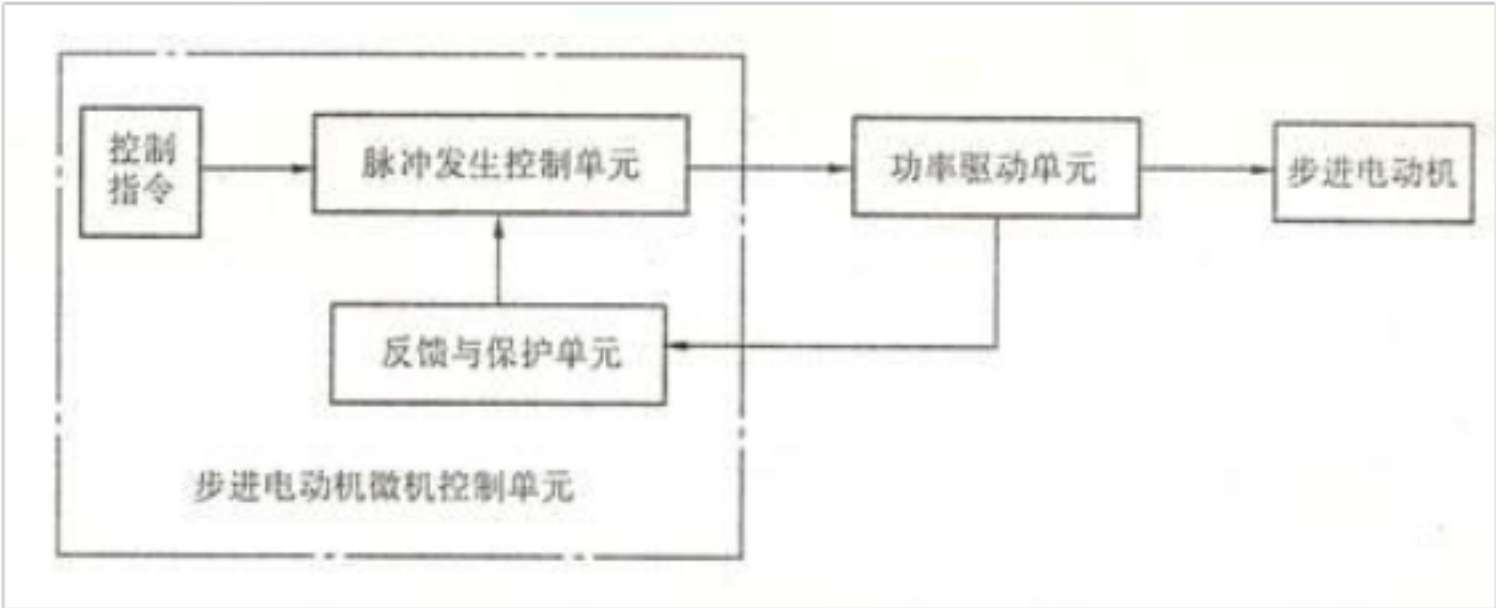 控制
指令
脉冲发生控制单元
功率驱动单元
步进电动机
反馈与保护单元
步进电动机微机控制单元